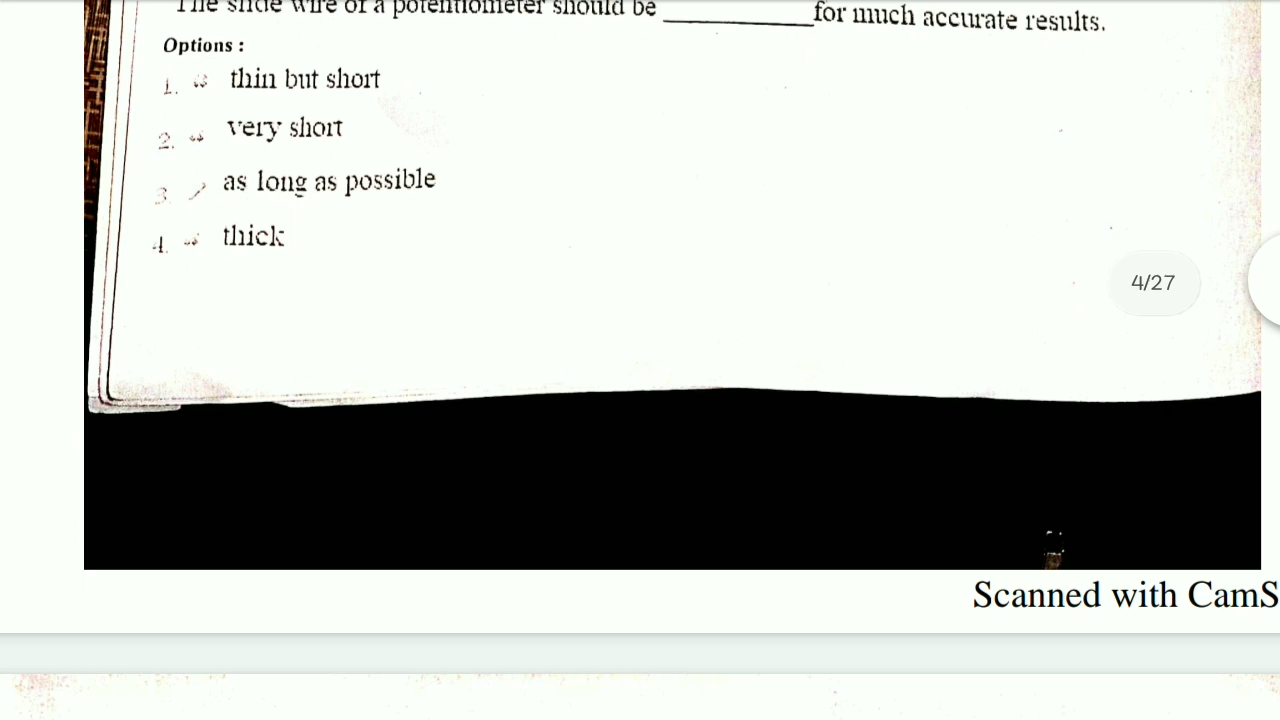 The slide wire of a potentiometer should be __________ for much accurate results.
Options :
1. thin but short
2. very short
3. as long as possible
4. thick
4/27
Scanned with CamS